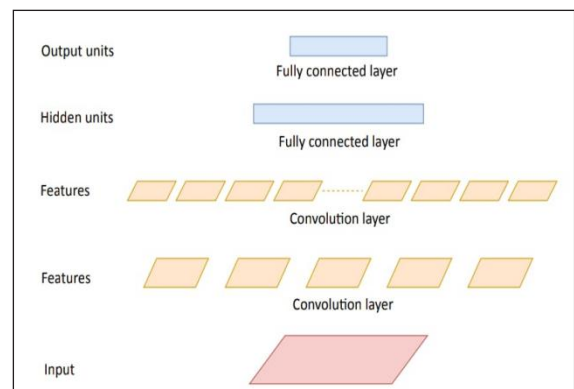 Output units
Fully connected layer
Hidden units
Fully connected layer
Features
Convolution layer
Features
Convolution layer
Input